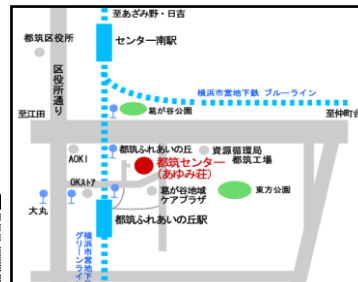 至あざみ野・日吉
都筑区役所
センター南駅
区役所通り
横浜市営地下鉄 ブルーライン
葛が谷公園
至江田
至仲町台
都筑ふれあいの丘
資源循環局
都筑工場
AOKI
都筑センター
(あゆみ荘)
OKストア
葛が谷地域
ケアプラザ
東方公園
大丸
都筑ふれあいの丘駅
横浜市営地下
グリーンライ